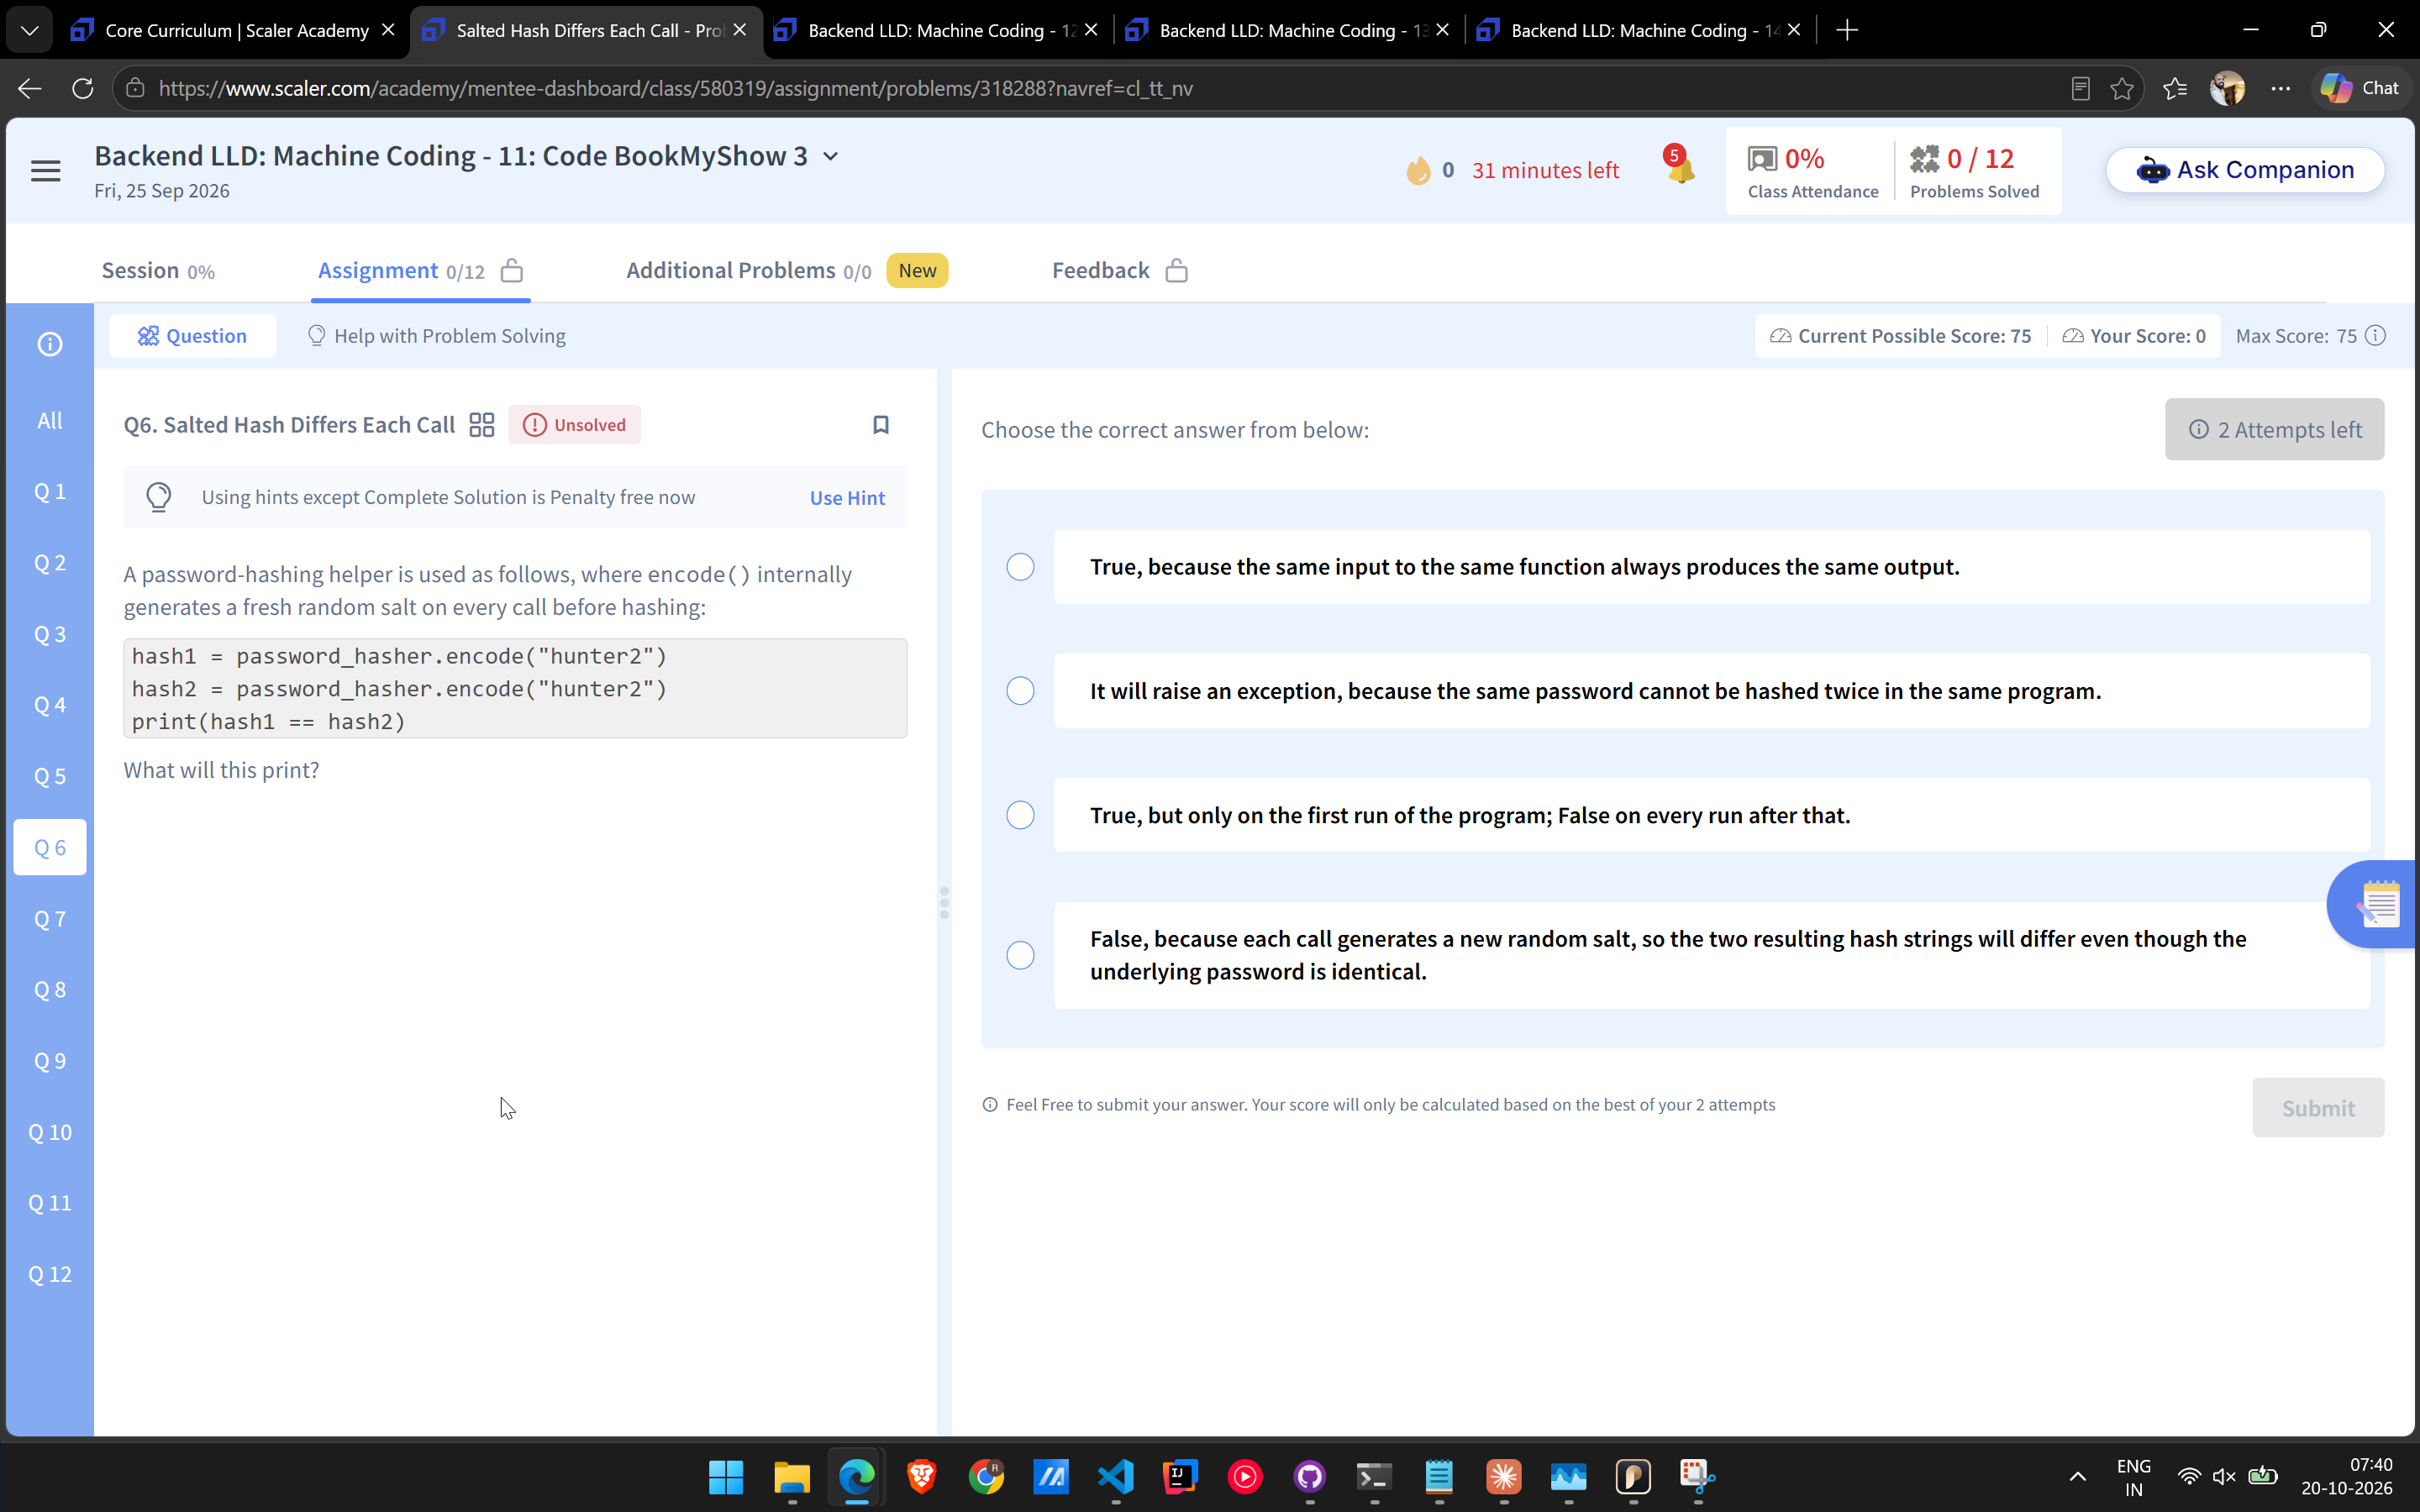 Core Curriculum | Scaler Academy
Salted Hash Differs Each Call - Pro
Backend LLD: Machine Coding - 12
Backend LLD: Machine Coding - 13
Backend LLD: Machine Coding - 14
https://www.scaler.com/academy/mentee-dashboard/class/580319/assignment/problems/318288?navref=cl_tt_nv
Chat
Backend LLD: Machine Coding - 11: Code BookMyShow 3
Fri, 25 Sep 2026
0
31 minutes left
5
0%
Class Attendance
0 / 12
Problems Solved
Ask Companion
Session 0%
Assignment 0/12
Additional Problems 0/0
New
Feedback
Question
Help with Problem Solving
Current Possible Score: 75
Your Score: 0
Max Score: 75
All
Q 1
Q 2
Q 3
Q 4
Q 5
Q 6
Q 7
Q 8
Q 9
Q 10
Q 11
Q 12
Q6. Salted Hash Differs Each Call
Unsolved
Using hints except Complete Solution is Penalty free now
Use Hint
A password-hashing helper is used as follows, where encode() internally
generates a fresh random salt on every call before hashing:
hash1 = password_hasher.encode("hunter2")
hash2 = password_hasher.encode("hunter2")
print(hash1 == hash2)
What will this print?
Choose the correct answer from below:
2 Attempts left
True, because the same input to the same function always produces the same output.
It will raise an exception, because the same password cannot be hashed twice in the same program.
True, but only on the first run of the program; False on every run after that.
False, because each call generates a new random salt, so the two resulting hash strings will differ even though the
underlying password is identical.
Feel Free to submit your answer. Your score will only be calculated based on the best of your 2 attempts
Submit
R
IJ
ENG
IN
07:40
20-10-2026